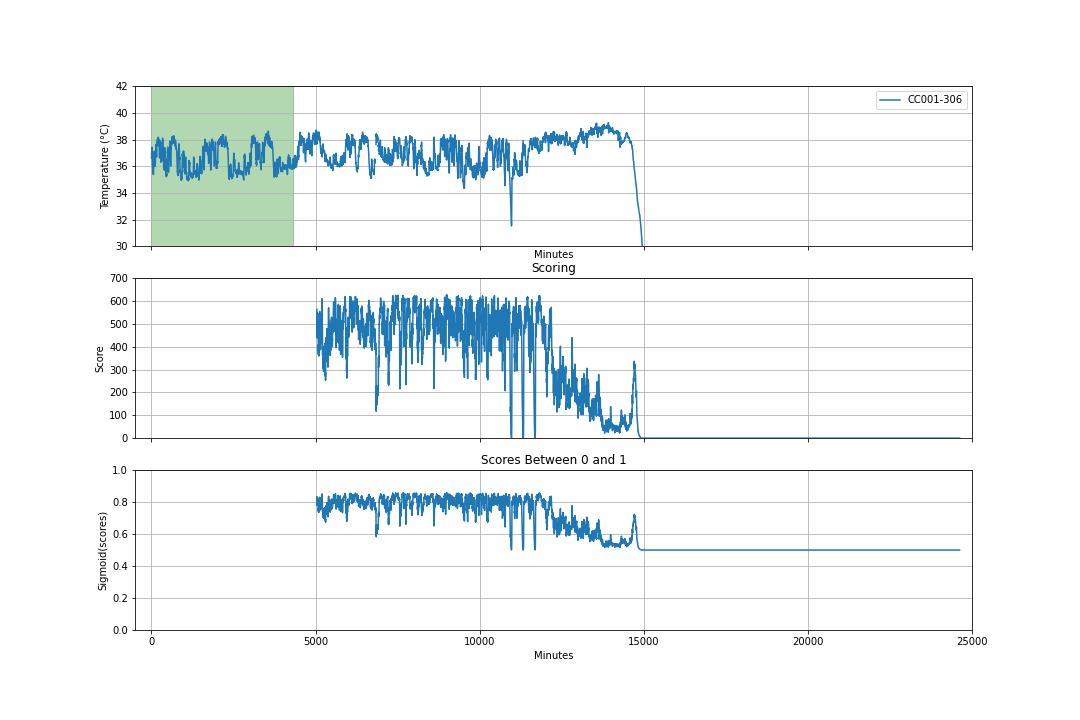 42
40
38
36
34
32
30
Temperature (°C)
CC001-306
Minutes
Scoring
700
600
500
400
300
200
100
0
Score
Scores Between 0 and 1
1.0
0.8
0.6
0.4
0.2
0.0
Sigmoid(scores)
0 5000 10000 15000 20000 25000
Minutes